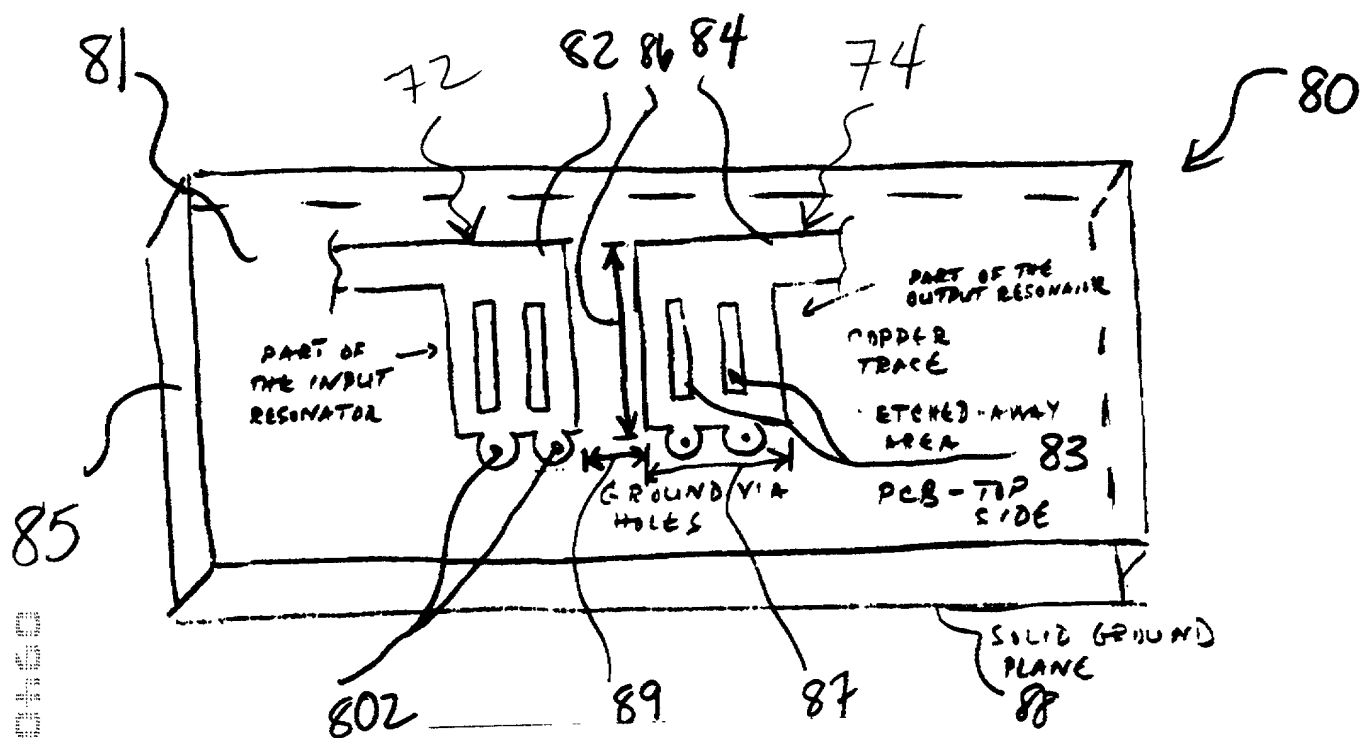 81
72
82 86 84
74
80
PART OF
THE INPUT
RESONATOR
PART OF THE
OUTPUT RESONATOR
COPPER
TRACE
ETCHED-AWAY
AREA
83
PCB-TOP
SIDE
GROUND VIA
HOLES
85
SOLID GROUND
PLANE
88
802
89
87